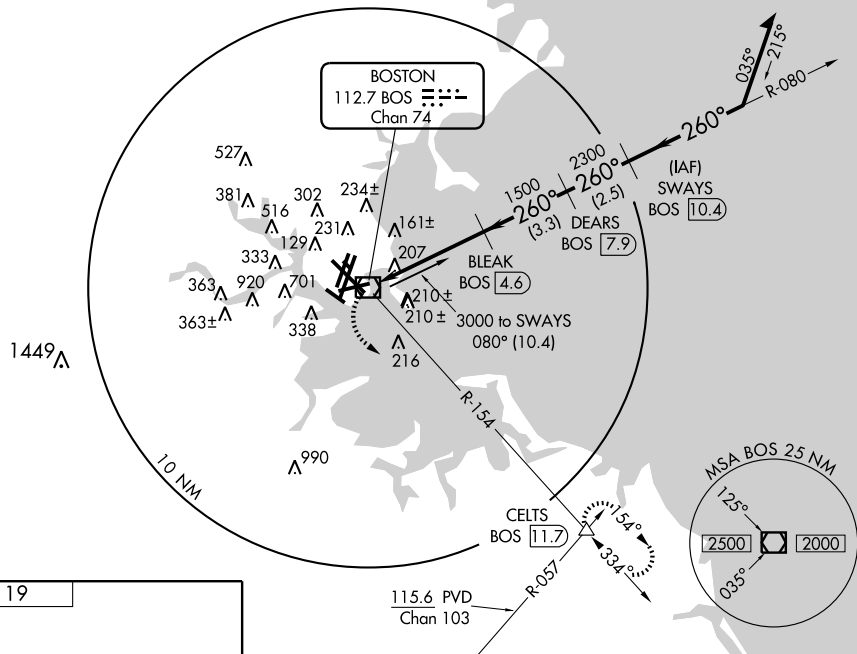 BOSTON
112.7 BOS
Chan 74
035°
215°
R-080
260°
2300
260°
(2.5)
(IAF)
SWAYS
BOS 10.4
1500
260°
(3.3)
DEARS
BOS 7.9
BLEAK
BOS 4.6
3000 to SWAYS
080° (10.4)
527
381
302
234±
516
231
161±
129
207
333
363
920
701
210±
210±
363±
338
216
1449
990
10 NM
R-154
CELTS
BOS 11.7
154°
334°
R-057
115.6 PVD
Chan 103
MSA BOS 25 NM
125°
2500
2000
035°
19